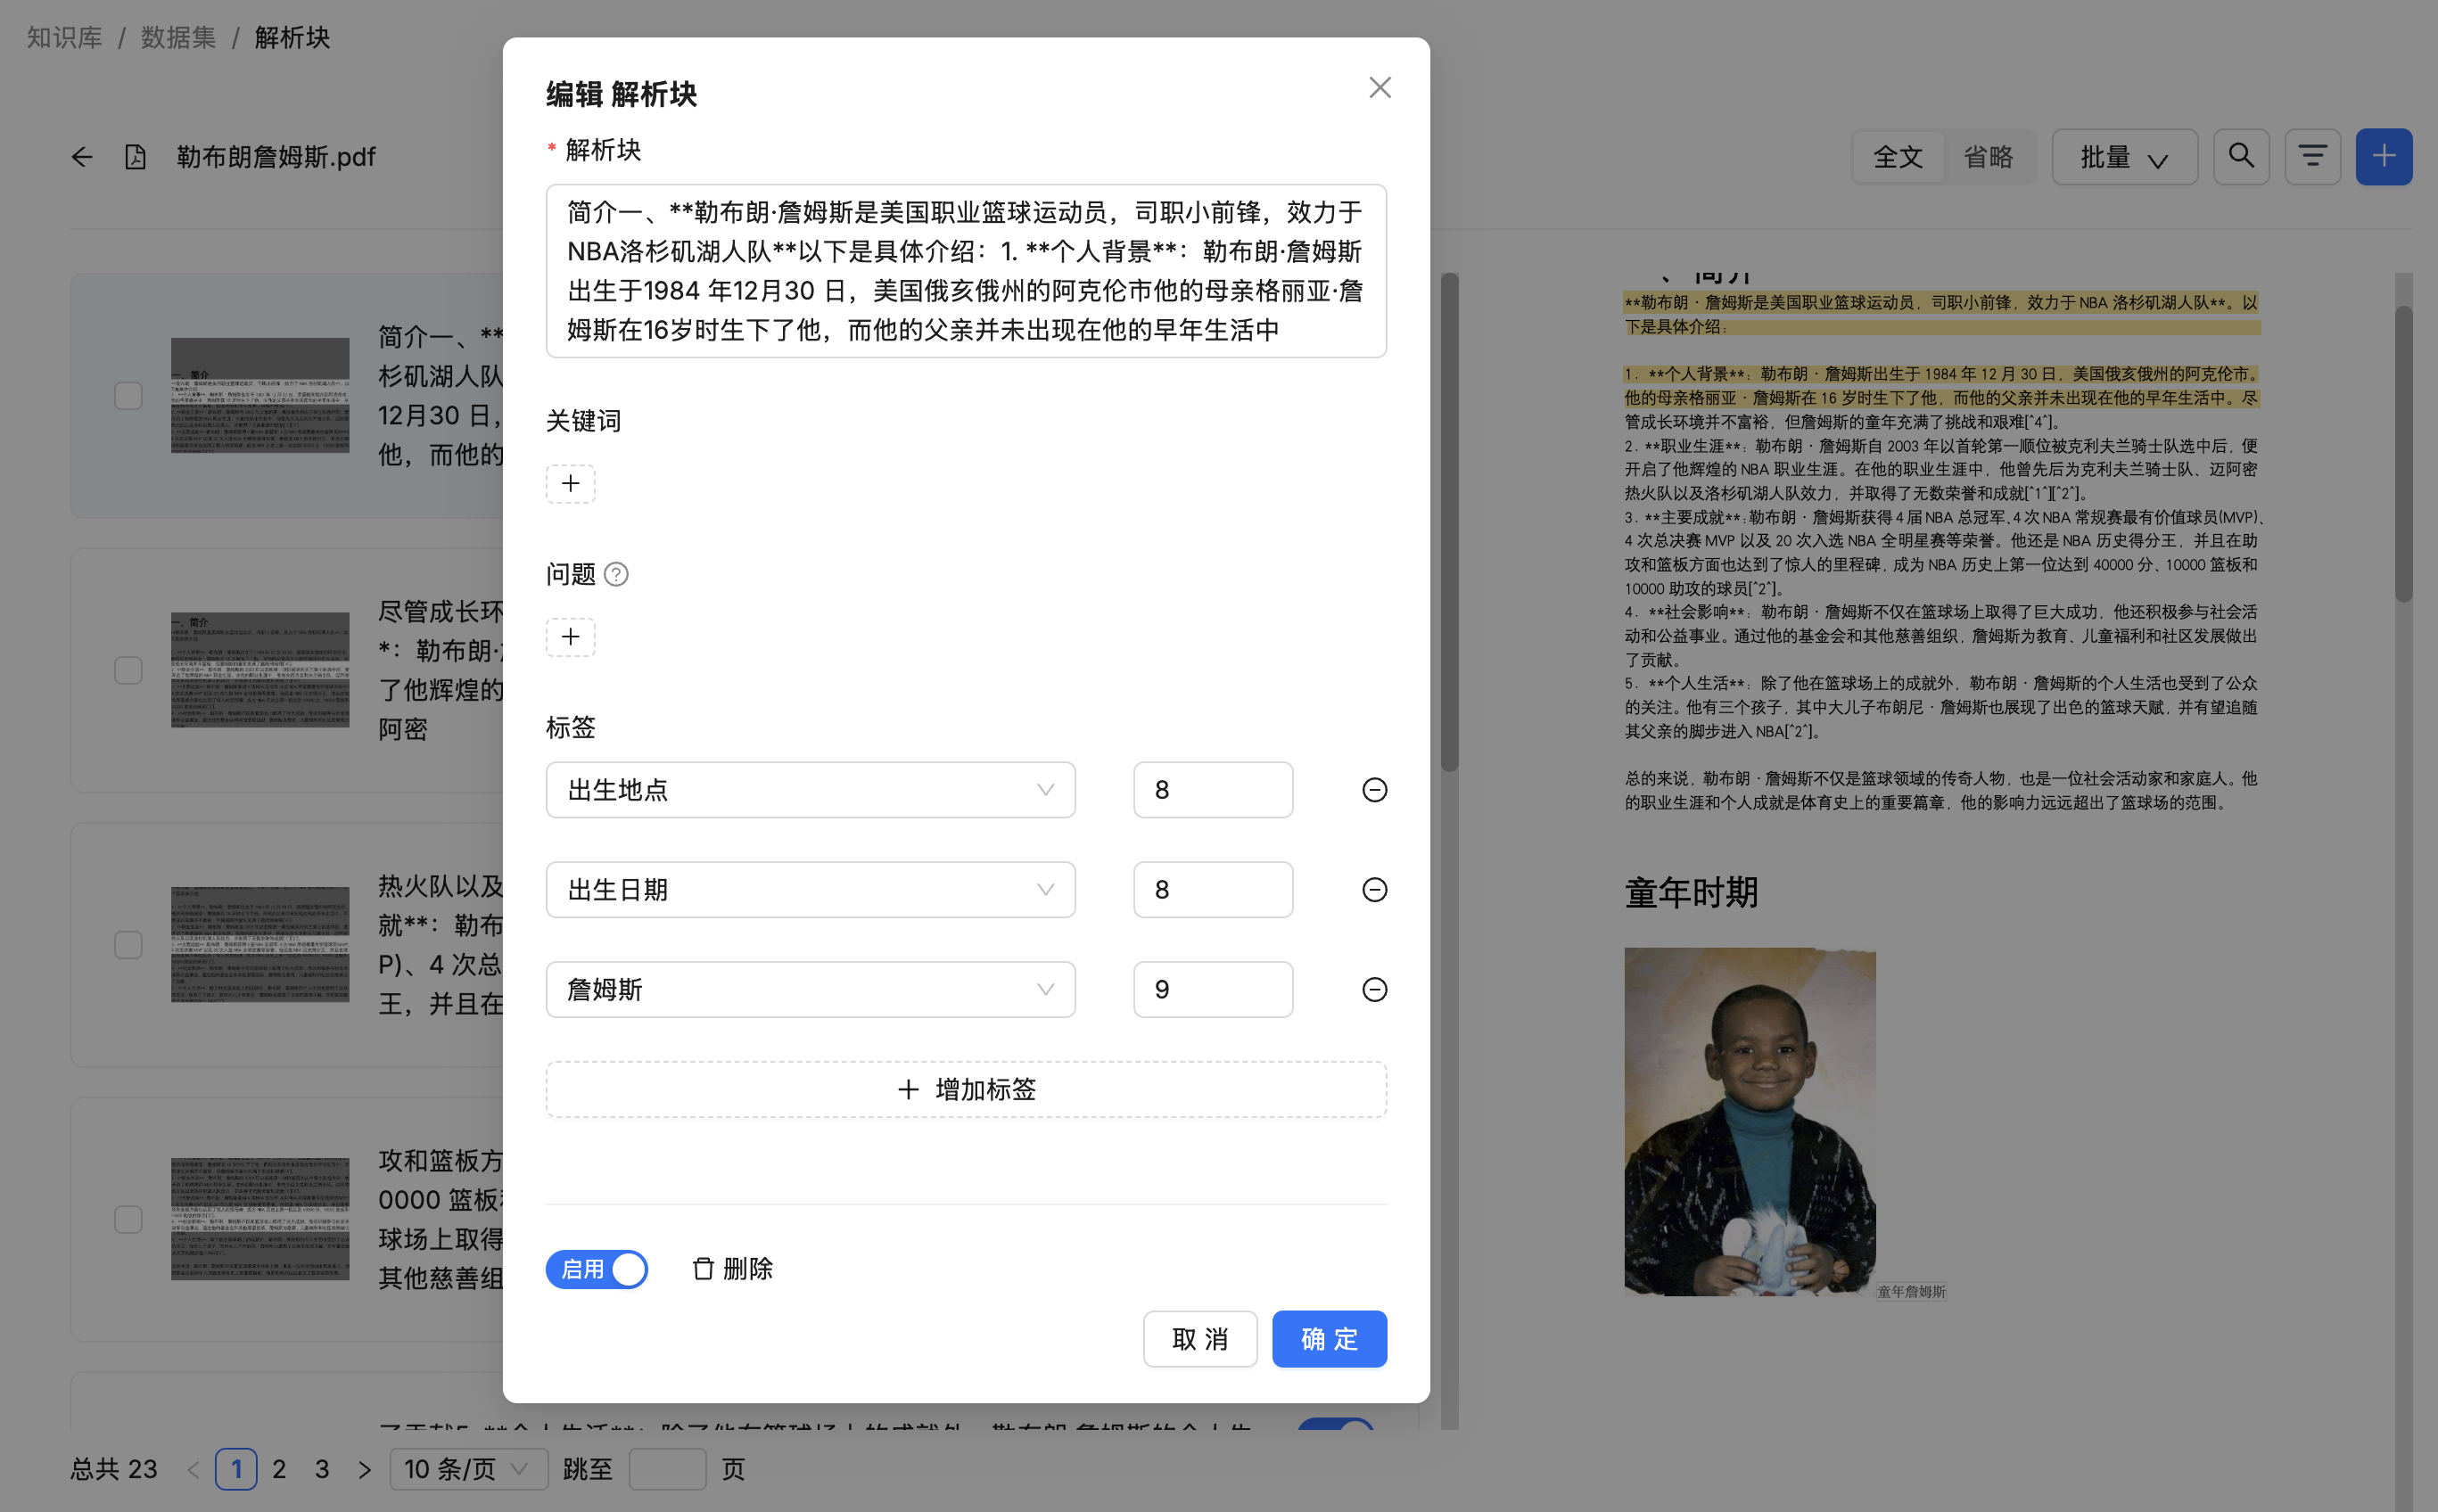 知识库 / 数据集 / 解析块
勒布朗詹姆斯.pdf
全文 省略 批量
简介一、**
杉矶湖人队
12月30 日，
他，而他的
尽管成长环
*：勒布朗·
了他辉煌的
阿密
热火队以及
就**：勒布
P)、4 次总
王，并且在
攻和篮板方
0000 篮板
球场上取得
其他慈善组
总共 23 1 2 3 10 条/页 跳至 页
编辑 解析块
* 解析块
简介一、**勒布朗·詹姆斯是美国职业篮球运动员，司职小前锋，效力于
NBA洛杉矶湖人队**以下是具体介绍：1. **个人背景**：勒布朗·詹姆斯
出生于1984 年12月30 日，美国俄亥俄州的阿克伦市他的母亲格丽亚·詹
姆斯在16岁时生下了他，而他的父亲并未出现在他的早年生活中
关键词
+
问题
+
标签
出生地点 8
出生日期 8
詹姆斯 9
+ 增加标签
启用 删除
取 消 确 定
、简介
**勒布朗·詹姆斯是美国职业篮球运动员，司职小前锋，效力于 NBA 洛杉矶湖人队**。以
下是具体介绍：
1. **个人背景**：勒布朗·詹姆斯出生于 1984 年 12 月 30 日，美国俄亥俄州的阿克伦市。
他的母亲格丽亚·詹姆斯在 16 岁时生下了他，而他的父亲并未出现在他的早年生活中。尽
管成长环境并不富裕，但詹姆斯的童年充满了挑战和艰难[^4^]。
2. **职业生涯**：勒布朗·詹姆斯自 2003 年以首轮第一顺位被克利夫兰骑士队选中后，便
开启了他辉煌的 NBA 职业生涯。在他的职业生涯中，他曾先后为克利夫兰骑士队、迈阿密
热火队以及洛杉矶湖人队效力，并取得了无数荣誉和成就[^1^][^2^]。
3. **主要成就**：勒布朗·詹姆斯获得 4 届 NBA 总冠军、4 次 NBA 常规赛最有价值球员(MVP)、
4 次总决赛 MVP 以及 20 次入选 NBA 全明星赛等荣誉。他还是 NBA 历史得分王，并且在助
攻和篮板方面也达到了惊人的里程碑，成为 NBA 历史上第一位达到 40000 分、10000 篮板和
10000 助攻的球员[^2^]。
4. **社会影响**：勒布朗·詹姆斯不仅在篮球场上取得了巨大成功，他还积极参与社会活
动和公益事业。通过他的基金会和其他慈善组织，詹姆斯为教育、儿童福利和社区发展做出
了贡献。
5. **个人生活**：除了他在篮球场上的成就外，勒布朗·詹姆斯的个人生活也受到了公众
的关注。他有三个孩子，其中大儿子布朗尼·詹姆斯也展现了出色的篮球天赋，并有望追随
其父亲的脚步进入 NBA[^2^]。
总的来说，勒布朗·詹姆斯不仅是篮球领域的传奇人物，也是一位社会活动家和家庭人。他
的职业生涯和个人成就是体育史上的重要篇章，他的影响力远远超出了篮球场的范围。
童年时期
童年詹姆斯